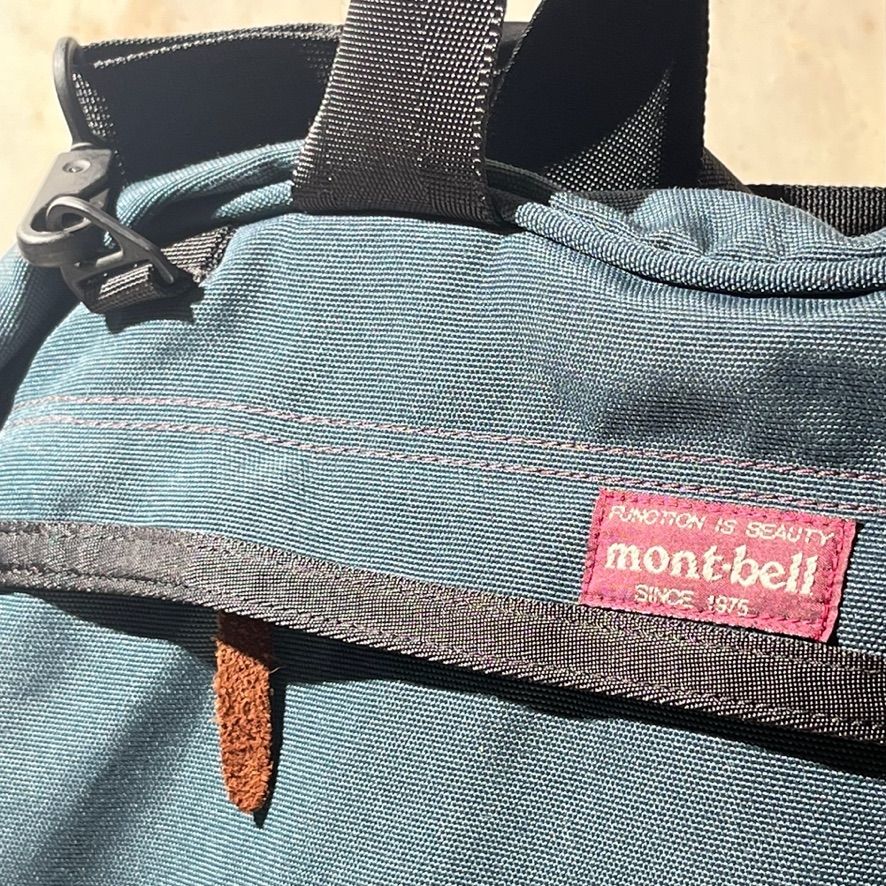 FUNCTION IS BEAUTY
mont-bell
SINCE 1975